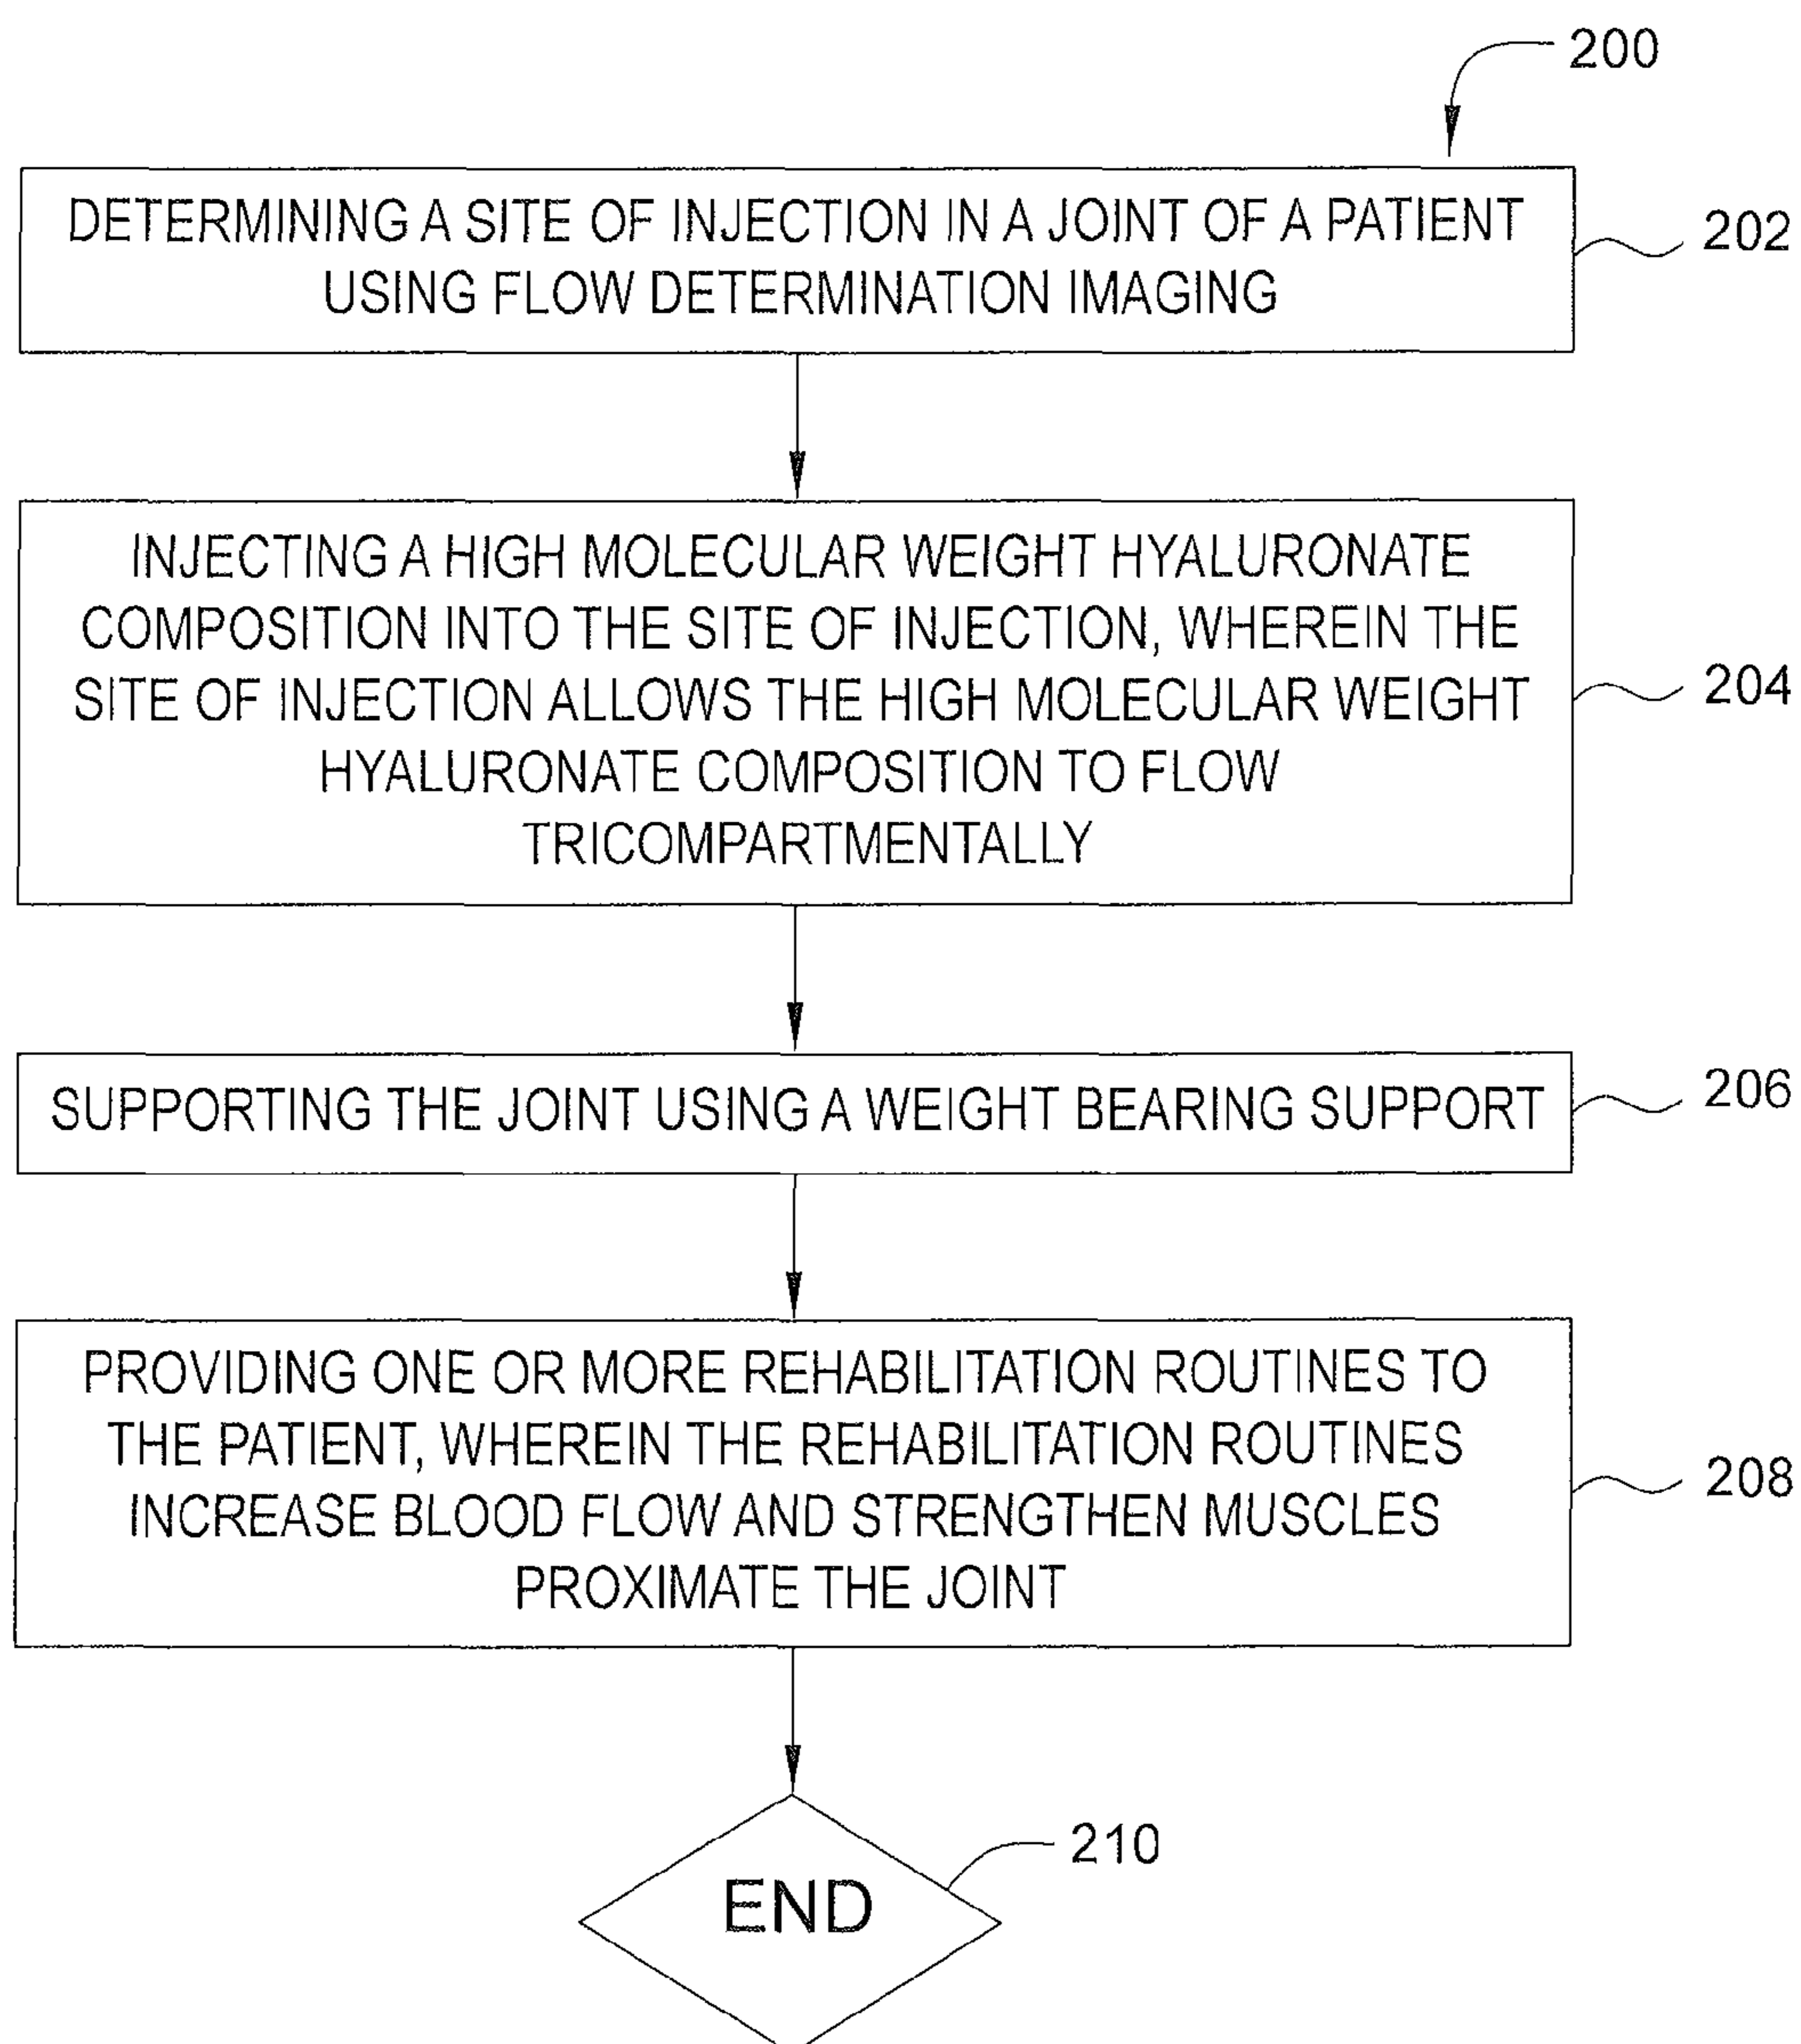 200
DETERMINING A SITE OF INJECTION IN A JOINT OF A PATIENT
USING FLOW DETERMINATION IMAGING
202
INJECTING A HIGH MOLECULAR WEIGHT HYALURONATE
COMPOSITION INTO THE SITE OF INJECTION, WHEREIN THE
SITE OF INJECTION ALLOWS THE HIGH MOLECULAR WEIGHT
HYALURONATE COMPOSITION TO FLOW
TRICOMPARTMENTALLY
204
SUPPORTING THE JOINT USING A WEIGHT BEARING SUPPORT
206
PROVIDING ONE OR MORE REHABILITATION ROUTINES TO
THE PATIENT, WHEREIN THE REHABILITATION ROUTINES
INCREASE BLOOD FLOW AND STRENGTHEN MUSCLES
PROXIMATE THE JOINT
208
END
210